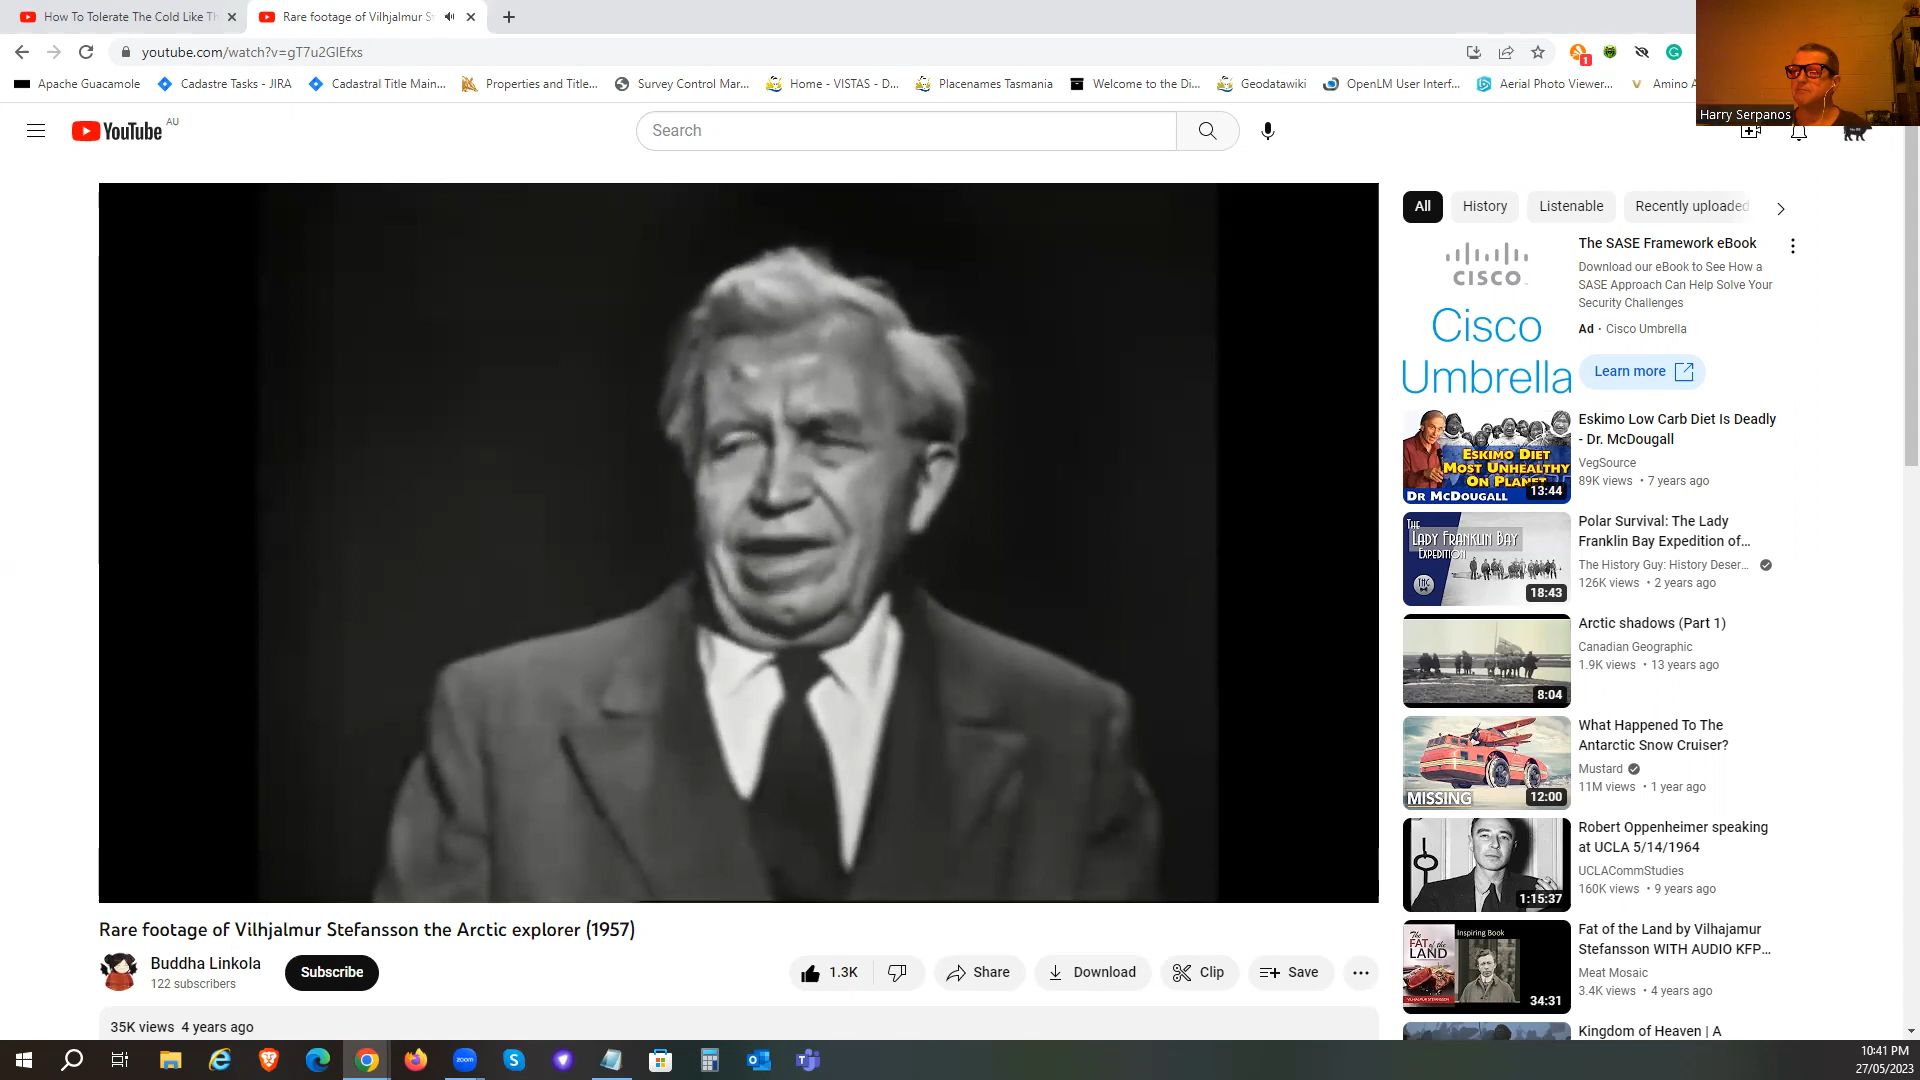 How To Tolerate The Cold Like Th
Rare footage of Vilhjalmur S
youtube.com/watch?v=gT7u2GlEfxs
1
Apache Guacamole
Cadastre Tasks - JIRA
Cadastral Title Main...
Properties and Title...
Survey Control Mar...
Home - VISTAS - D...
Placenames Tasmania
Welcome to the Di...
Geodatawiki
OpenLM User Interf...
Aerial Photo Viewer...
Amino A
Harry Serpanos
YouTube AU
Search
All
History
Listenable
Recently uploaded
CISCO
Cisco
Umbrella
The SASE Framework eBook
Download our eBook to See How a
SASE Approach Can Help Solve Your
Security Challenges
Ad · Cisco Umbrella
Learn more
ESKIMO DIET
MOST UNHEALTHY
ON PLANET
DR MCDOUGALL
13:44
Eskimo Low Carb Diet Is Deadly
- Dr. McDougall
VegSource
89K views • 7 years ago
THE
LADY FRANKLIN BAY
EXPEDITION
THG
18:43
Polar Survival: The Lady
Franklin Bay Expedition of...
The History Guy: History Deser...
126K views • 2 years ago
8:04
Arctic shadows (Part 1)
Canadian Geographic
1.9K views • 13 years ago
MISSING
12:00
What Happened To The
Antarctic Snow Cruiser?
Mustard
11M views • 1 year ago
1:15:37
Robert Oppenheimer speaking
at UCLA 5/14/1964
UCLACommStudies
160K views • 9 years ago
Inspiring Book
The
FAT of the
LAND
34:31
Fat of the Land by Vilhajamur
Stefansson WITH AUDIO KFP...
Meat Mosaic
3.4K views • 4 years ago
Kingdom of Heaven | A
Rare footage of Vilhjalmur Stefansson the Arctic explorer (1957)
Buddha Linkola
122 subscribers
Subscribe
1.3K
Share
Download
Clip
Save
35K views 4 years ago
zoom
10:41 PM
27/05/2023